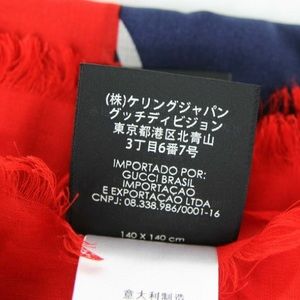 (株)ケリングジャパン
グッチディビジョン
東京都港区北青山
3丁目6番7号
IMPORTADO POR:
GUCCI BRASIL
IMPORTAÇAO
E EXPORTAÇAO LTDA
CNPJ: 08.338.986/0001-16
140 x 140 cm
意大利制造